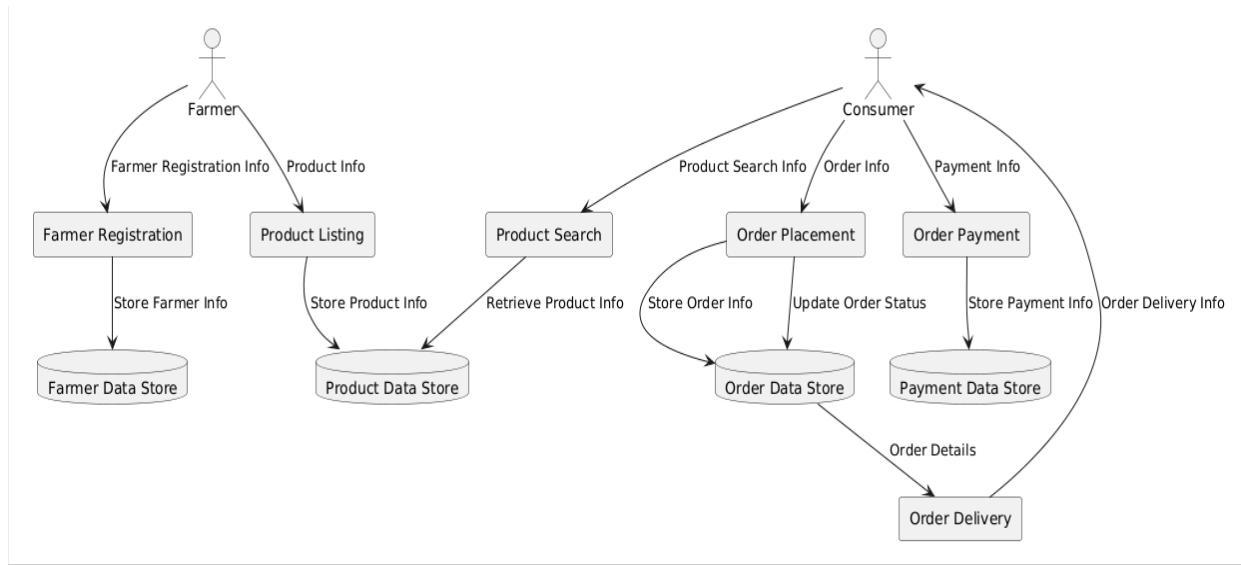 Farmer
Consumer
Farmer Registration Info
Product Info
Product Search Info
Order Info
Payment Info
Farmer Registration
Product Listing
Product Search
Order Placement
Order Payment
Store Farmer Info
Store Product Info
Retrieve Product Info
Store Order Info
Update Order Status
Store Payment Info
Order Delivery Info
Farmer Data Store
Product Data Store
Order Data Store
Payment Data Store
Order Details
Order Delivery